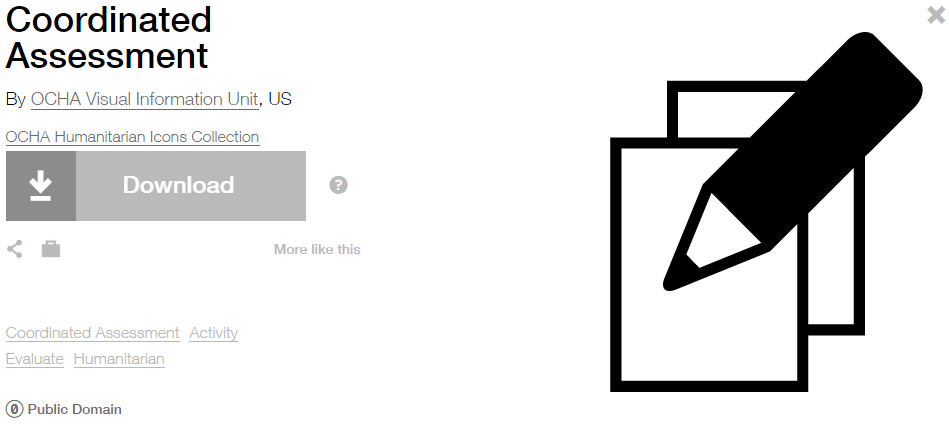 Coordinated
Assessment
By OCHA Visual Information Unit, US
OCHA Humanitarian Icons Collection
Download
?
More like this
Coordinated Assessment Activity
Evaluate Humanitarian
0 Public Domain